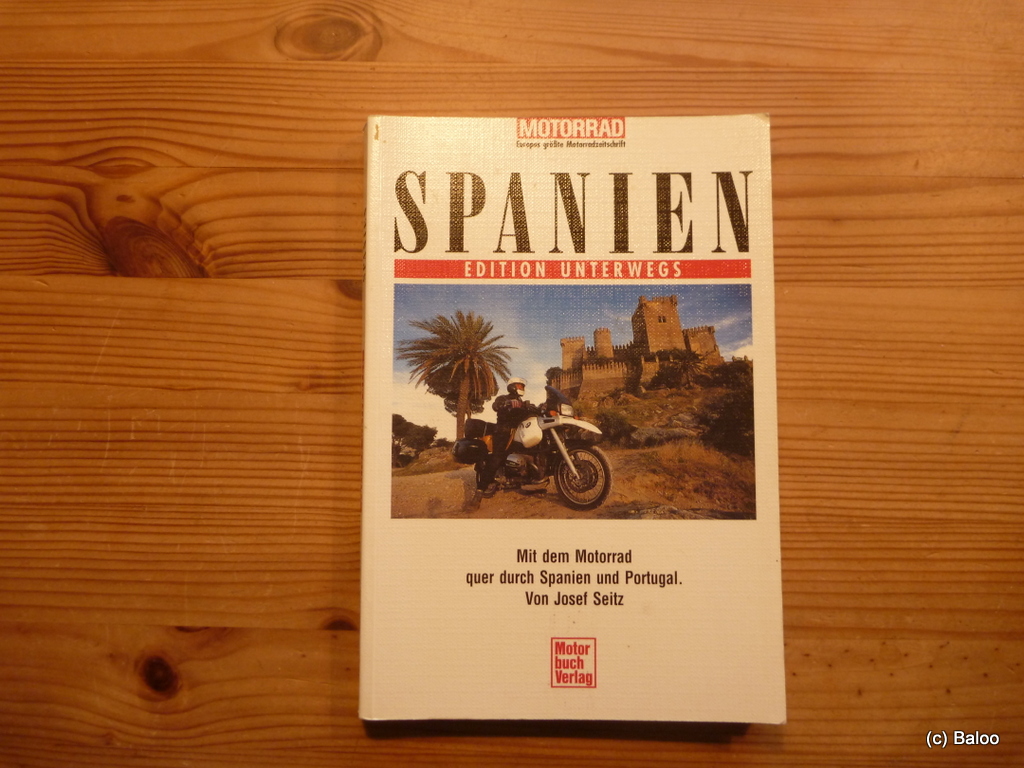 MOTORRAD
Europas größte Motorradzeitschrift
SPANIEN
EDITION UNTERWEGS
Mit dem Motorrad
quer durch Spanien und Portugal.
Von Josef Seitz
Motor
buch
Verlag
(c) Baloo